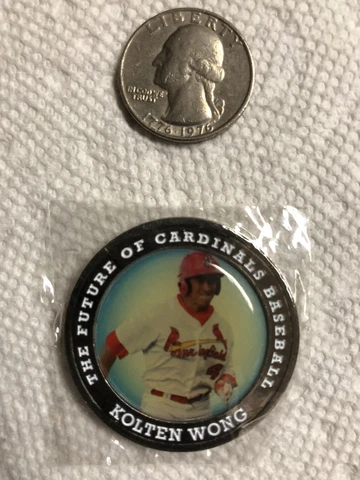 LIBERTY
IN GOD WE
TRUST
1776-1976
THE FUTURE OF CARDINALS BASEBALL
KOLTEN WONG